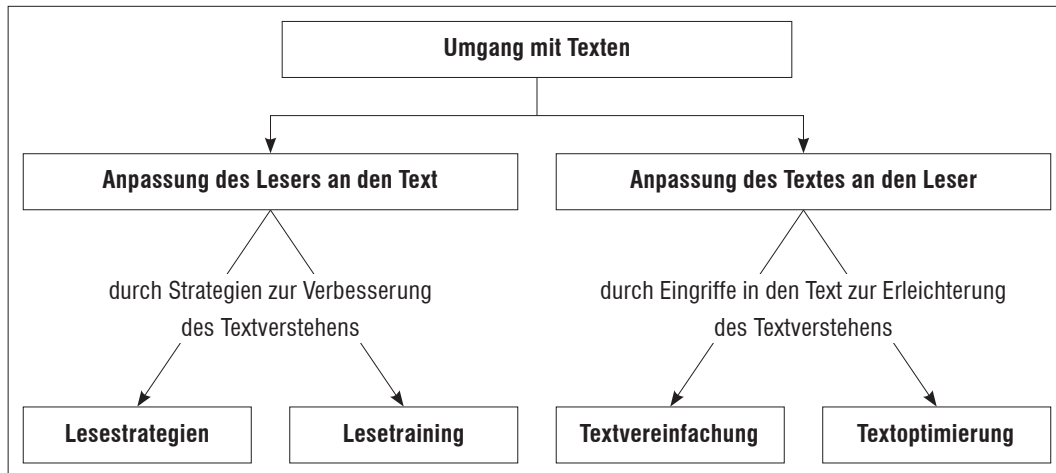 Umgang mit Texten
Anpassung des Lesers an den Text
Anpassung des Textes an den Leser
durch Strategien zur Verbesserung
des Textverstehens
durch Eingriffe in den Text zur Erleichterung
des Textverstehens
Lesestrategien
Lesetraining
Textvereinfachung
Textoptimierung